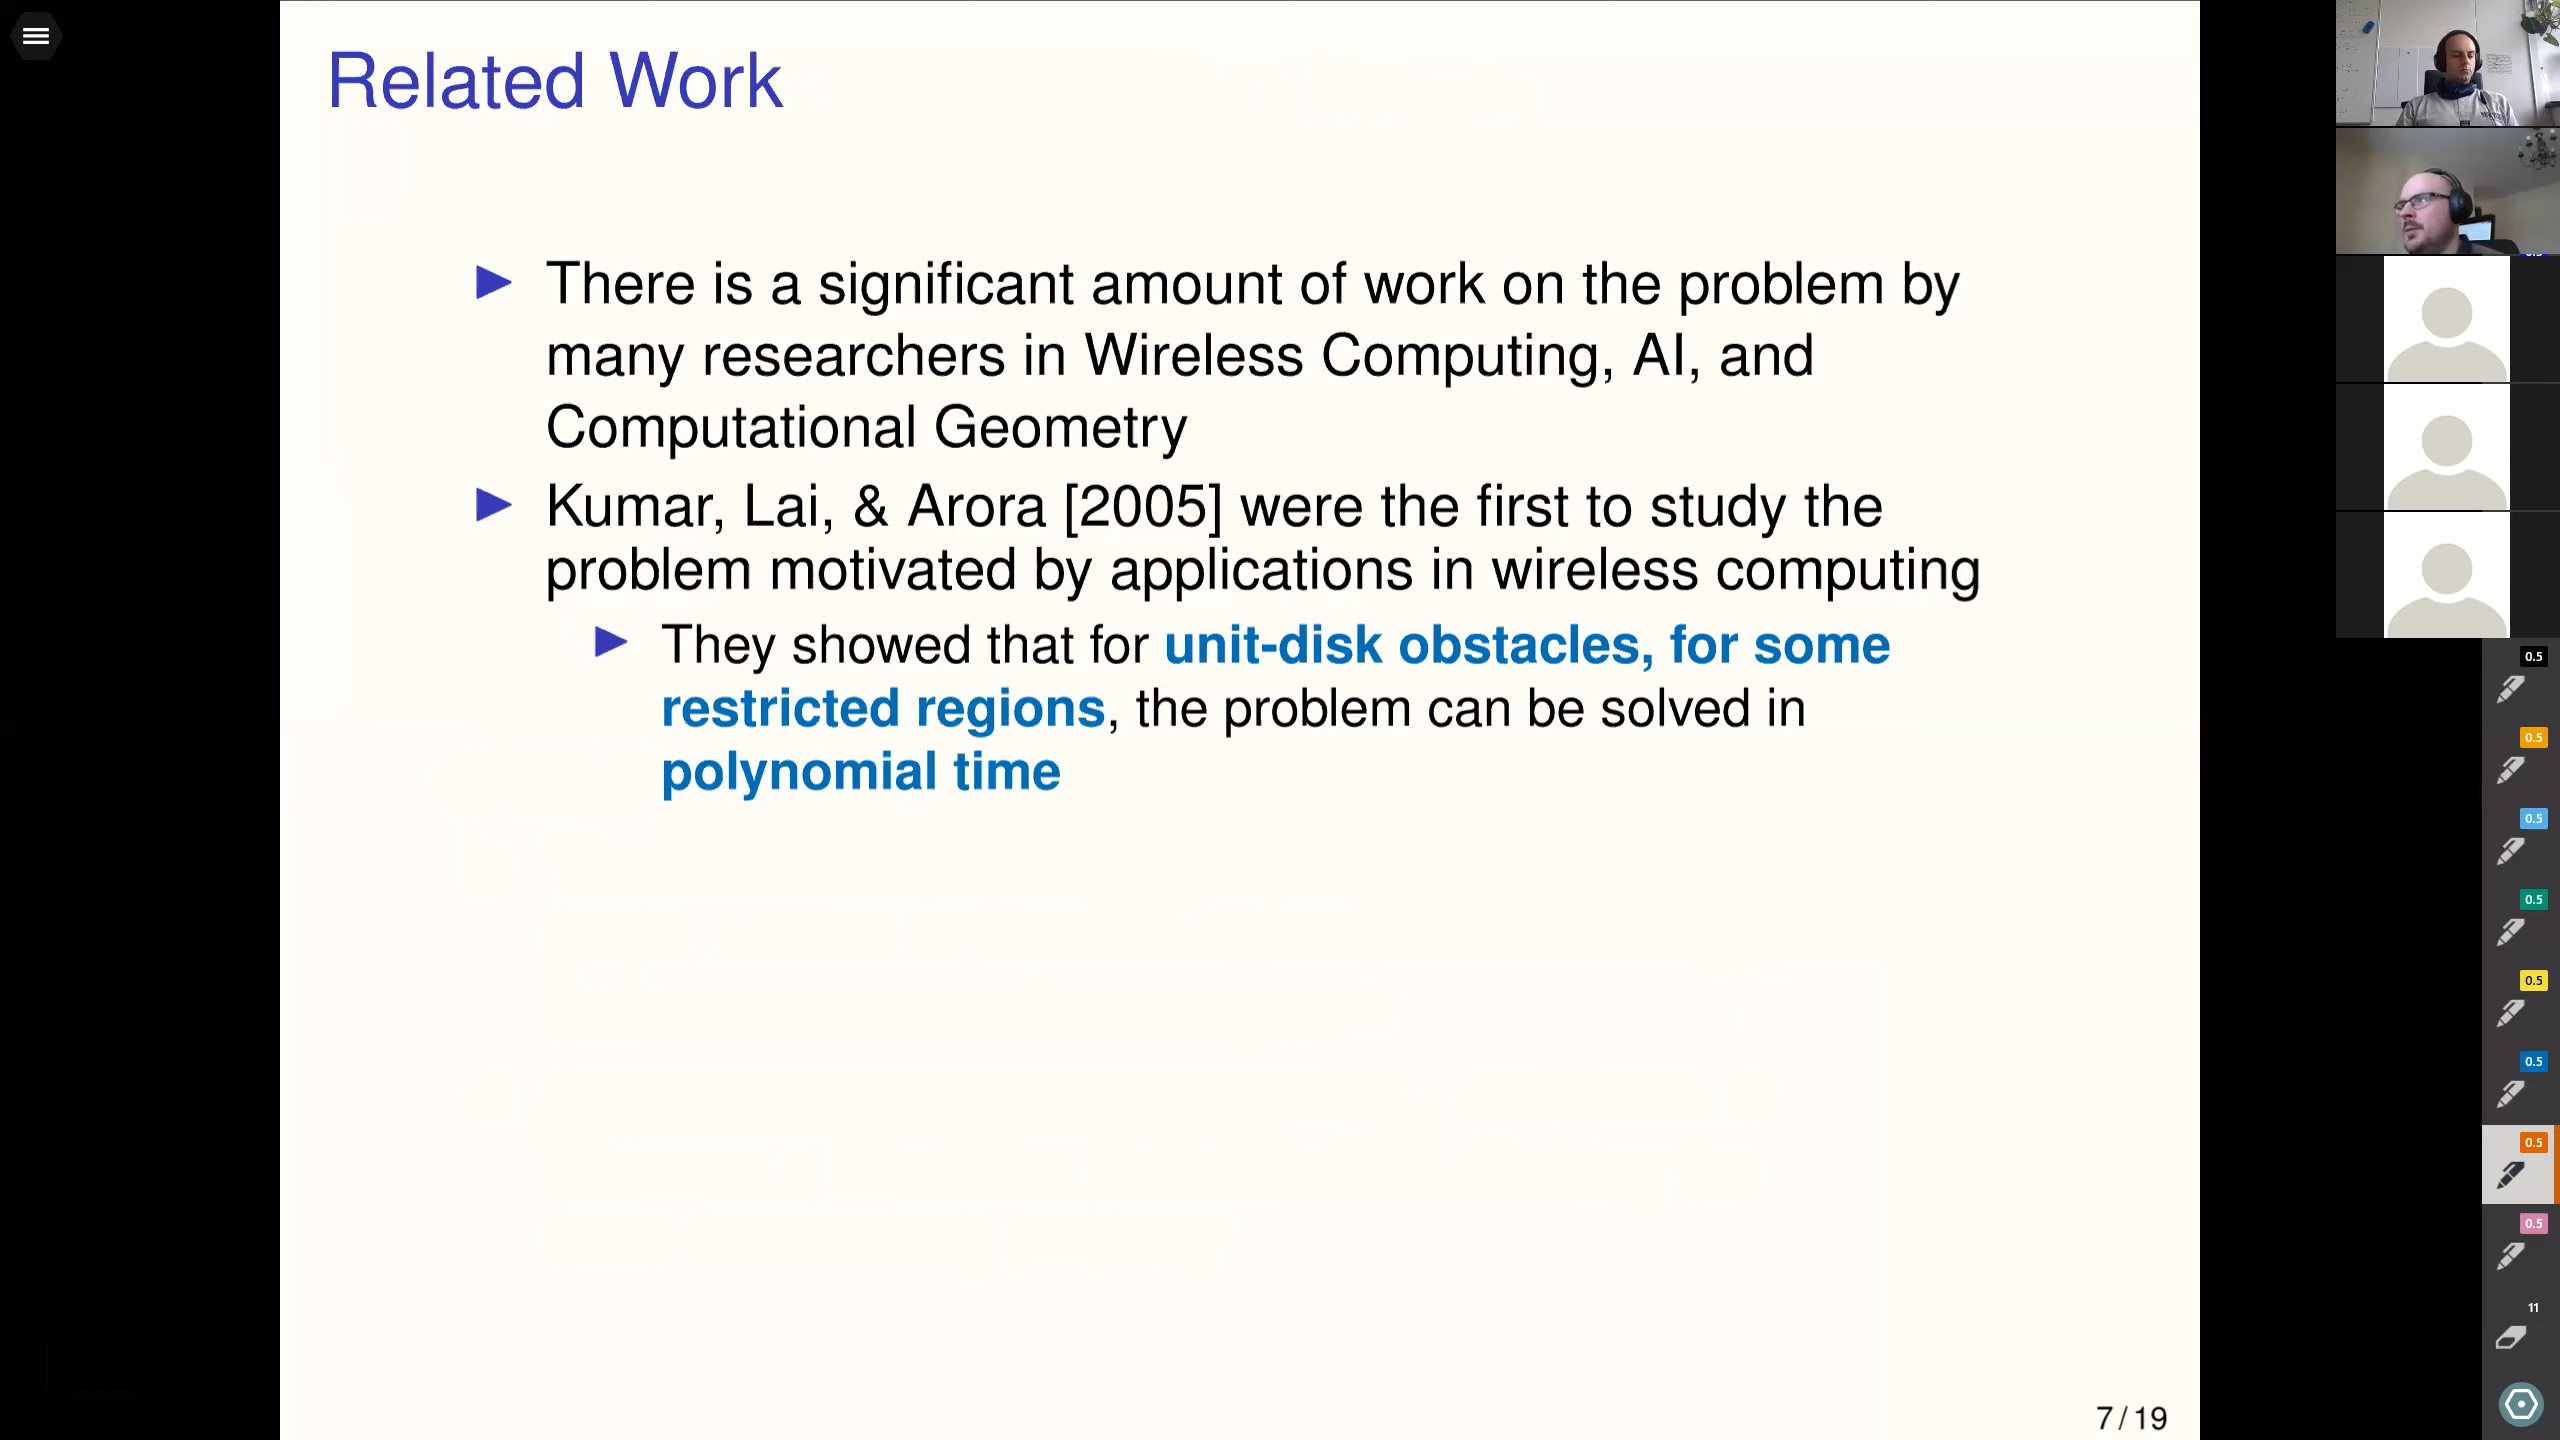 Related Work
There is a significant amount of work on the problem by
many researchers in Wireless Computing, AI, and
Computational Geometry
Kumar, Lai, & Arora [2005] were the first to study the
problem motivated by applications in wireless computing
They showed that for unit-disk obstacles, for some
restricted regions, the problem can be solved in
polynomial time
7/19
0.5
0.5
0.5
0.5
0.5
0.5
0.5
0.5
11